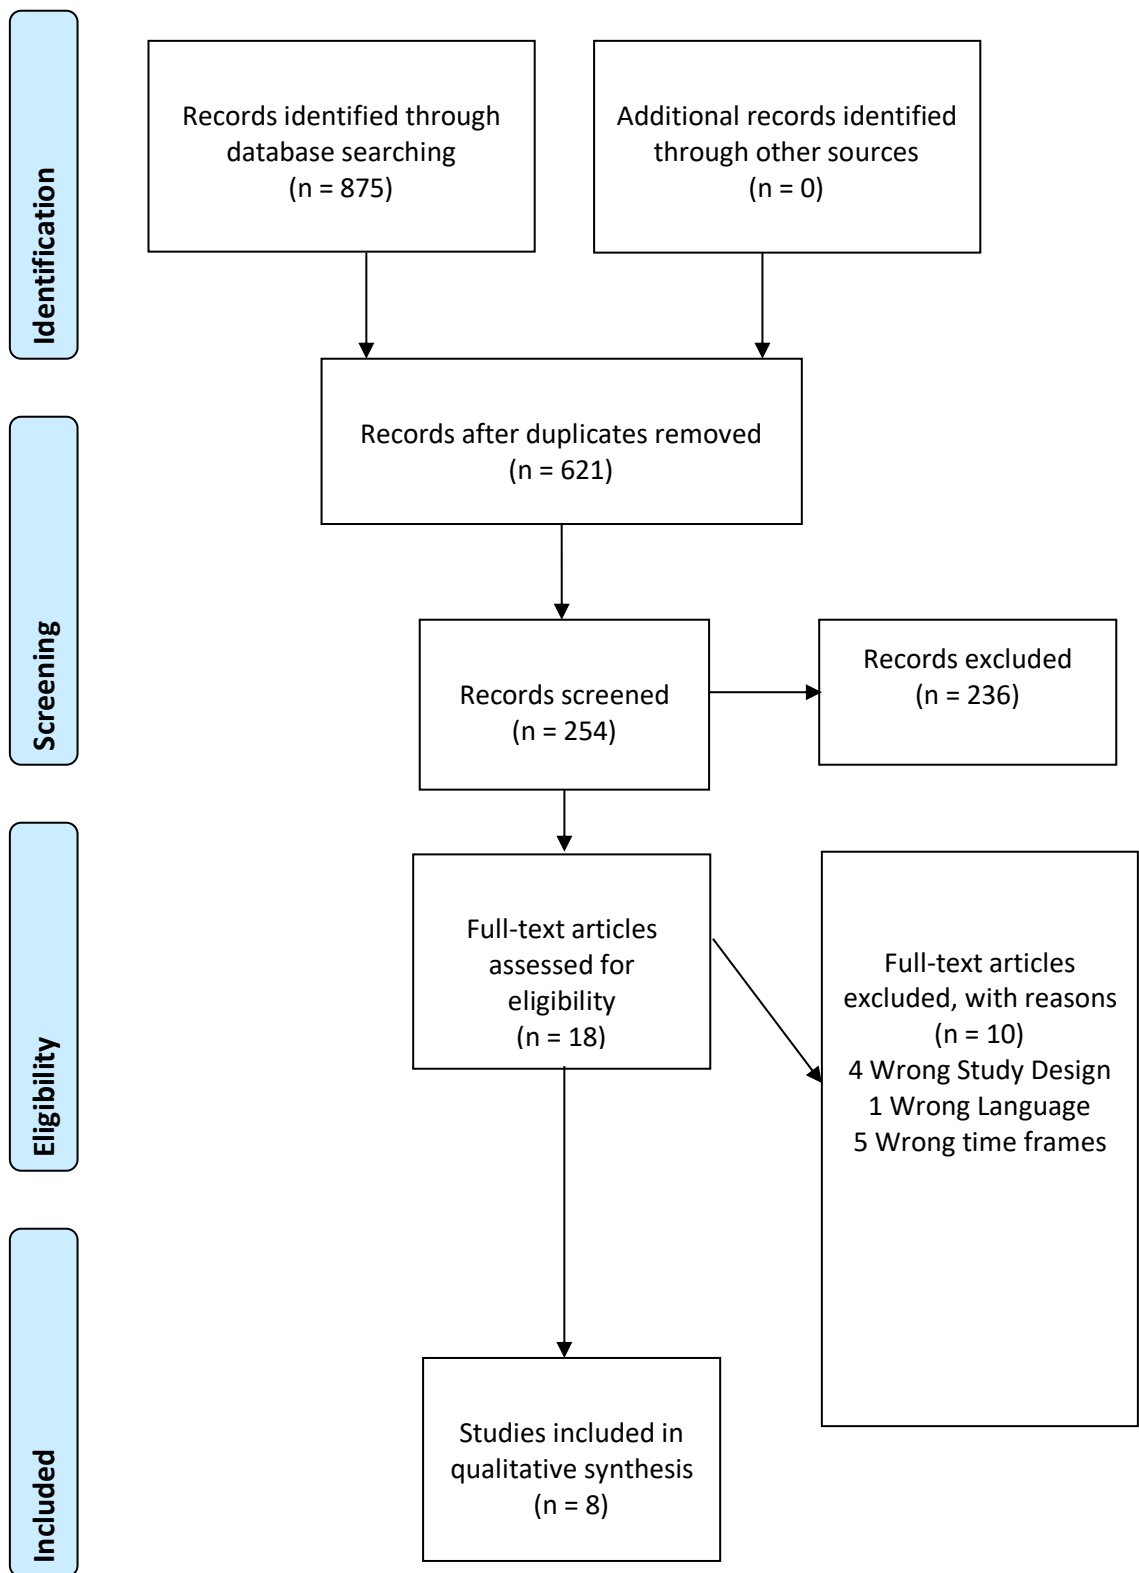 Identification
Records identified through
database searching
(n = 875)
Additional records identified
through other sources
(n = 0)
Records after duplicates removed
(n = 621)
Screening
Records screened
(n = 254)
Records excluded
(n = 236)
Eligibility
Full-text articles
assessed for
eligibility
(n = 18)
Full-text articles
excluded, with reasons
(n = 10)
4 Wrong Study Design
1 Wrong Language
5 Wrong time frames
Included
Studies included in
qualitative synthesis
(n = 8)